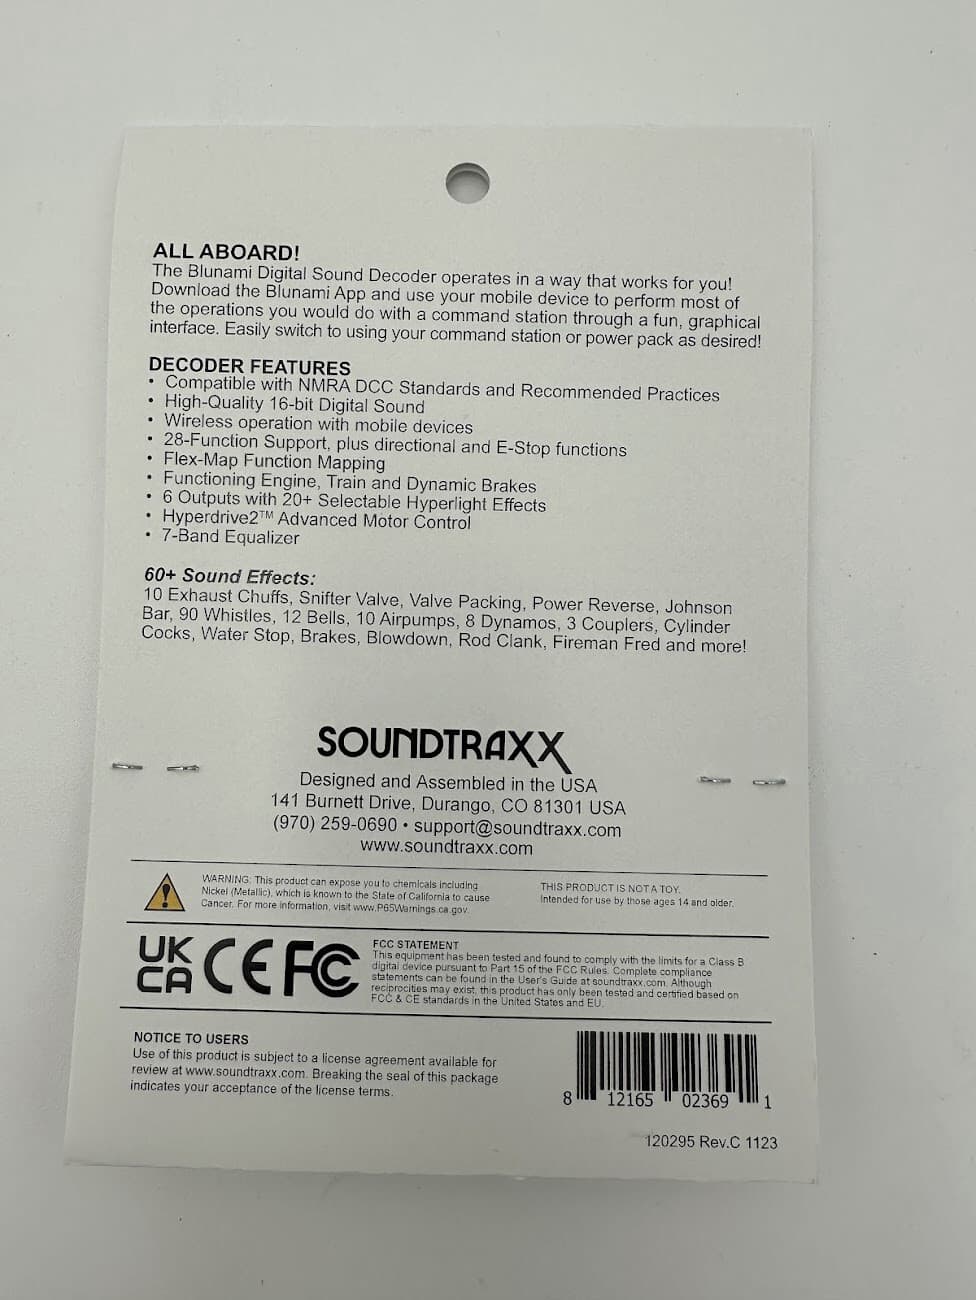 ALL ABOARD!
The Blunami Digital Sound Decoder operates in a way that works for you!
Download the Blunami App and use your mobile device to perform most of
the operations you would do with a command station through a fun, graphical
interface. Easily switch to using your command station or power pack as desired!
DECODER FEATURES
• Compatible with NMRA DCC Standards and Recommended Practices
• High-Quality 16-bit Digital Sound
• Wireless operation with mobile devices
• 28-Function Support, plus directional and E-Stop functions
• Flex-Map Function Mapping
• Functioning Engine, Train and Dynamic Brakes
• 6 Outputs with 20+ Selectable Hyperlight Effects
• Hyperdrive2™ Advanced Motor Control
• 7-Band Equalizer
60+ Sound Effects:
10 Exhaust Chuffs, Snifter Valve, Valve Packing, Power Reverse, Johnson
Bar, 90 Whistles, 12 Bells, 10 Airpumps, 8 Dynamos, 3 Couplers, Cylinder
Cocks, Water Stop, Brakes, Blowdown, Rod Clank, Fireman Fred and more!
SOUNDTRAXX
Designed and Assembled in the USA
141 Burnett Drive, Durango, CO 81301 USA
(970) 259-0690 • support@soundtraxx.com
www.soundtraxx.com
WARNING: This product can expose you to chemicals including
Nickel (Metallic), which is known to the State of California to cause
Cancer. For more information, visit www.P65Warnings.ca.gov.
THIS PRODUCT IS NOT A TOY.
Intended for use by those ages 14 and older.
UK
CA CE FC
FCC STATEMENT
This equipment has been tested and found to comply with the limits for a Class B
digital device pursuant to Part 15 of the FCC Rules. Complete compliance
statements can be found in the User's Guide at soundtraxx.com. Although
reciprocities may exist, this product has only been tested and certified based on
FCC & CE standards in the United States and EU.
NOTICE TO USERS
Use of this product is subject to a license agreement available for
review at www.soundtraxx.com. Breaking the seal of this package
indicates your acceptance of the license terms.
8 12165 02369 1
120295 Rev.C 1123